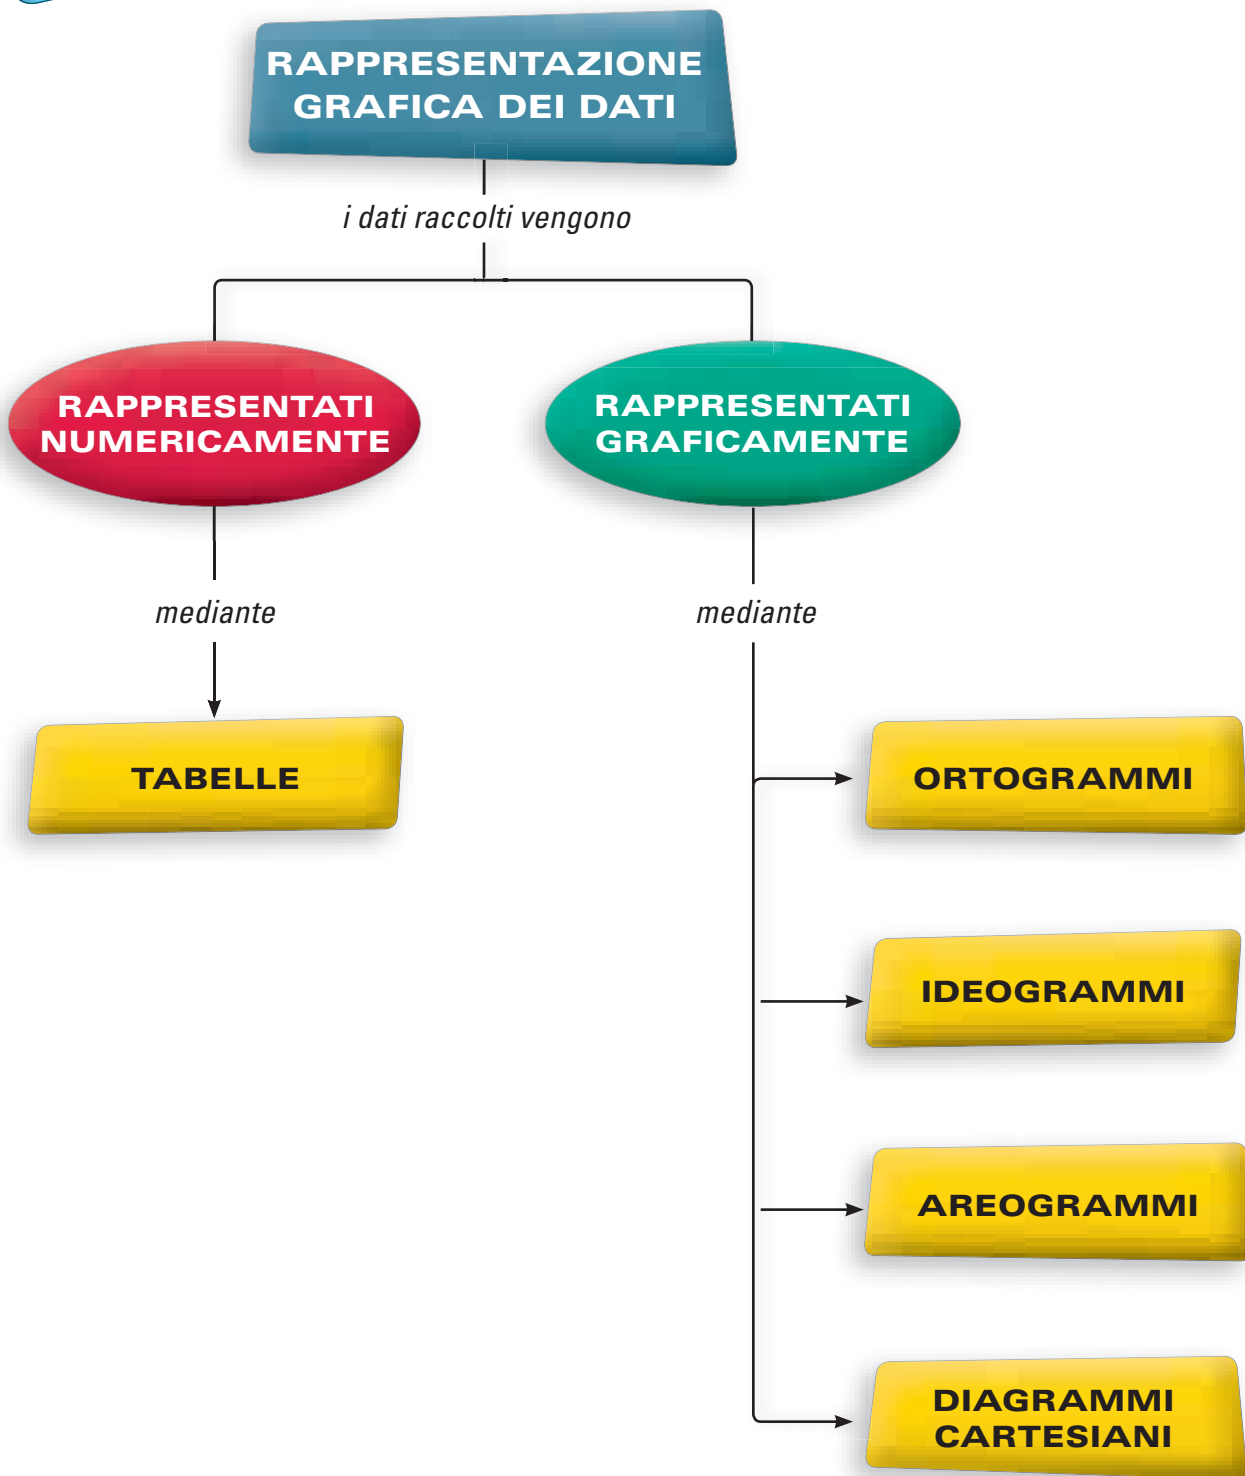 RAPPRESENTAZIONE
GRAFICA DEI DATI
i dati raccolti vengono
RAPPRESENTATI
NUMERICAMENTE
RAPPRESENTATI
GRAFICAMENTE
mediante
mediante
TABELLE
ORTOGRAMMI
IDEOGRAMMI
AREOGRAMMI
DIAGRAMMI
CARTESIANI